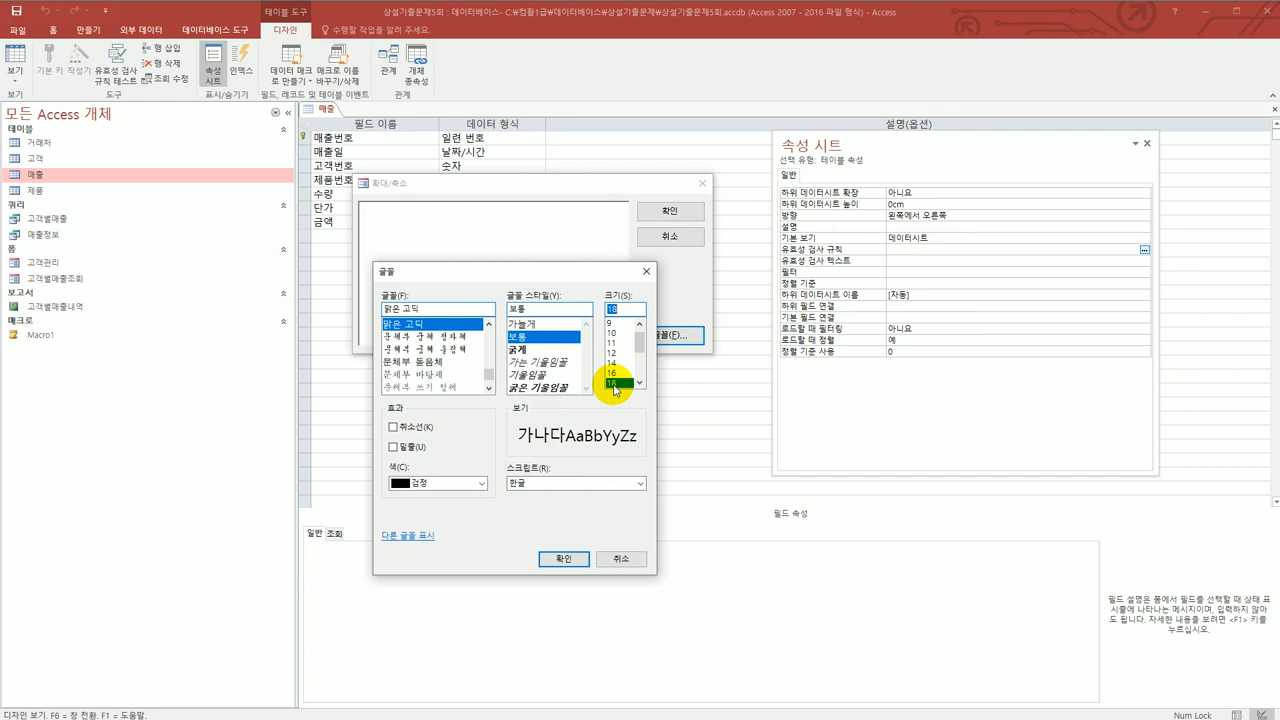 테이블 도구
상설기출문제5회 : 데이터베이스- C:₩컴활1급₩데이터베이스₩상설기출문제₩상설기출문제5회.accdb (Access 2007 - 2016 파일 형식) - Access
파일 홈 만들기 외부 데이터 데이터베이스 도구 디자인 수행할 작업을 알려 주세요.
보기
기본 키
작성기
유효성 검사
규칙 테스트
행 삽입
행 삭제
조회 수정
속성
시트
인덱스
데이터 매크
로 만들기
매크로 이름
바꾸기/삭제
관계
개체
종속성
보기 도구 표시/숨기기 필드, 레코드 및 테이블 이벤트 관계
모든 Access 개체
테이블
거래처
고객
매출
제품
쿼리
고객별매출
매출정보
폼
고객관리
고객별매출조회
보고서
고객별매출내역
매크로
Macro1
매출
필드 이름 데이터 형식 설명(옵션)
매출번호 일련 번호
매출일 날짜/시간
고객번호 숫자
제품번호
수량
단가
금액
확대/축소
확인
취소
글꼴(F)...
글꼴
글꼴(F): 글꼴 스타일(Y): 크기(S):
맑은 고딕 보통 18
맑은 고딕
문체부 궁체 정자체
문체부 궁체 흘림체
문체부 돋음체
문체부 바탕체
문체부 쓰기 정체
가늘게
보통
굵게
가는 기울임꼴
기울임꼴
굵은 기울임꼴
9
10
11
12
14
16
18
효과
취소선(K)
밑줄(U)
색(C):
검정
보기
가나다AaBbYyZz
스크립트(R):
한글
다른 글꼴 표시
확인 취소
속성 시트
선택 유형: 테이블 속성
일반
하위 데이터시트 확장 아니요
하위 데이터시트 높이 0cm
방향 왼쪽에서 오른쪽
설명
기본 보기 데이터시트
유효성 검사 규칙
유효성 검사 텍스트
필터
정렬 기준
하위 데이터시트 이름 [자동]
하위 필드 연결
기본 필드 연결
로드할 때 필터링 아니요
로드할 때 정렬 예
정렬 기준 사용 0
필드 속성
일반 조회
필드 설명은 폼에서 필드를 선택할 때 상태 표
시줄에 나타나는 메시지이며, 입력하지 않아
도 됩니다. 자세한 내용을 보려면 <F1> 키를
누르십시오.
디자인 보기. F6 = 창 전환. F1 = 도움말.
Num Lock